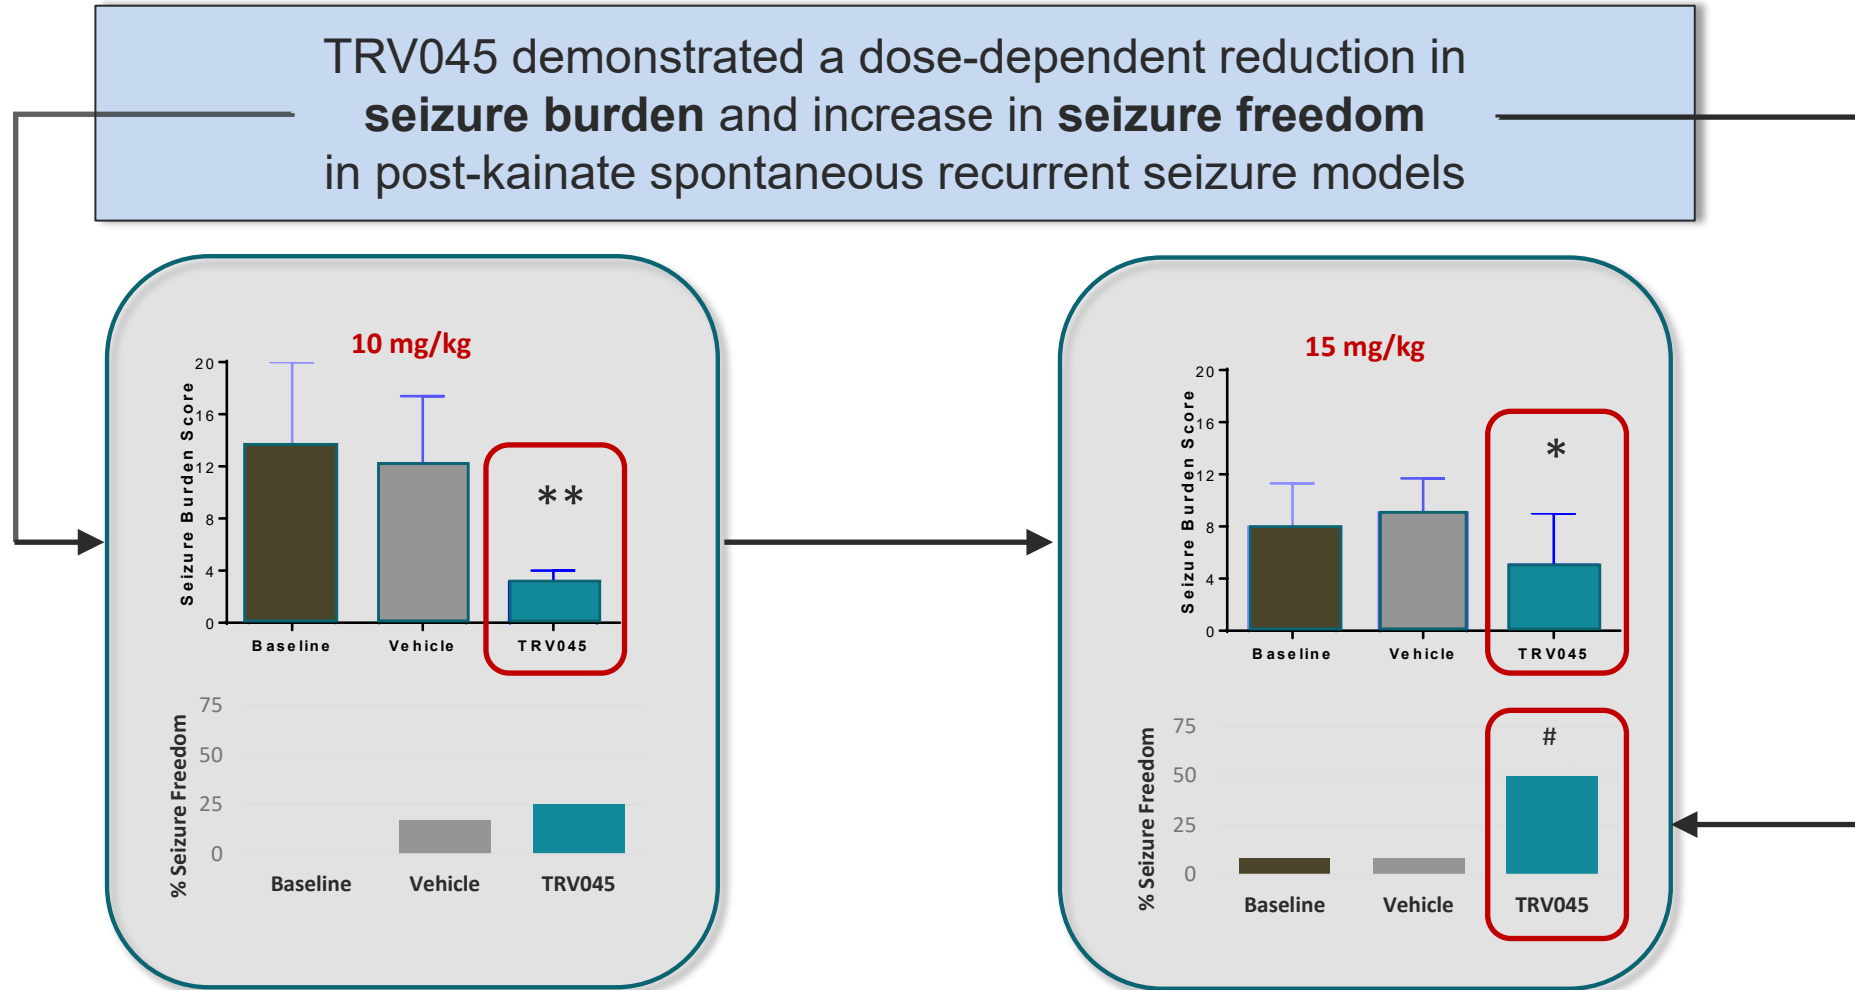 TRV045 demonstrated a dose-dependent reduction in
seizure burden and increase in seizure freedom
in post-kainate spontaneous recurrent seizure models
10 mg/kg
Seizure Burden Score
20
16
12
8
4
0
**
Baseline Vehicle TRV045
% Seizure Freedom
75
50
25
0
Baseline Vehicle TRV045
15 mg/kg
Seizure Burden Score
20
16
12
8
4
0
*
Baseline Vehicle TRV045
% Seizure Freedom
75
50
25
0
#
Baseline Vehicle TRV045